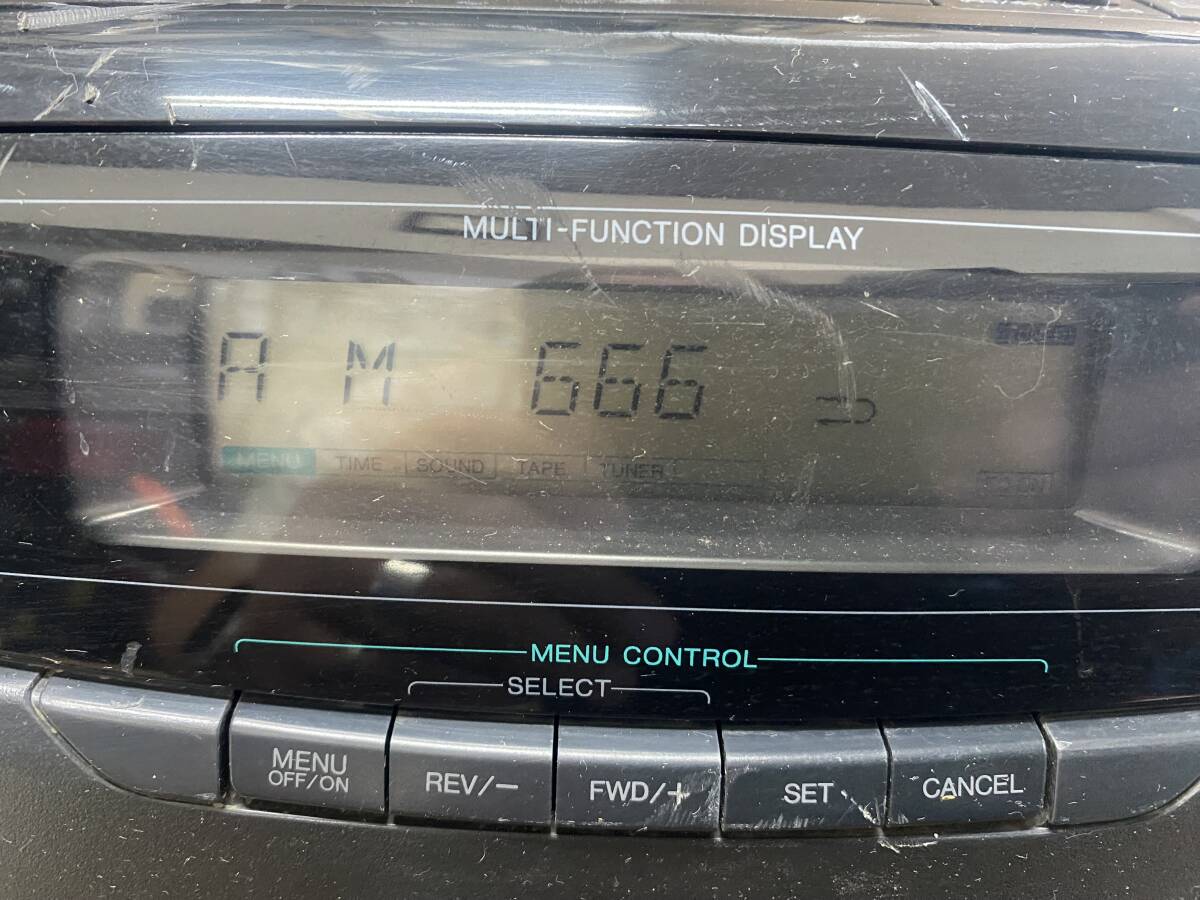 MULTI-FUNCTION DISPLAY
A M 666
MENU TIME SOUND TAPE TUNER
MENU CONTROL
SELECT
MENU OFF/ON
REV/−
FWD/+
SET
CANCEL